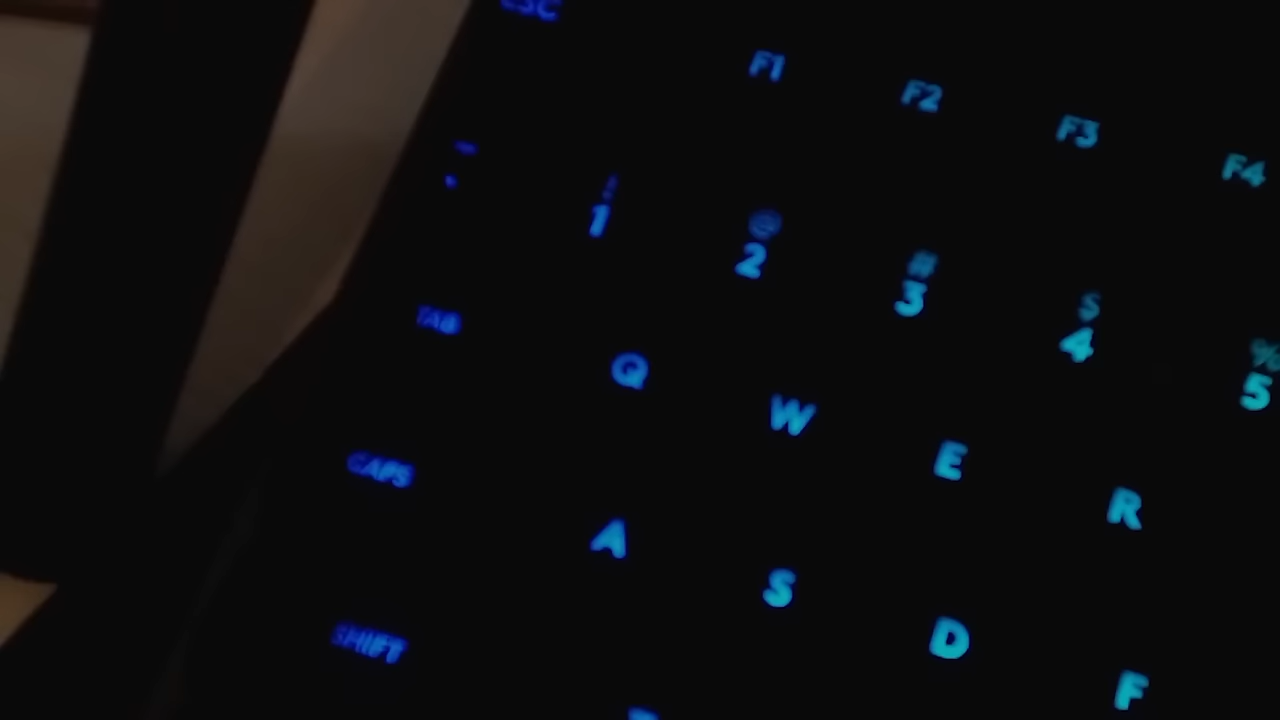 ESC F1 F2 F3 F4
! @ # $ %
1 2 3 4 5
TAB Q W E R
CAPS A S D F
SHIFT